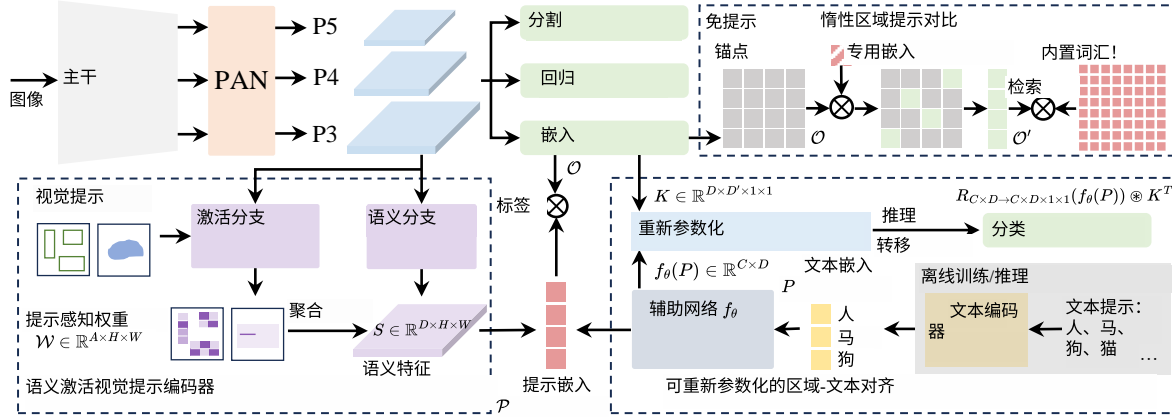 图像
主干
PAN
P5
P4
P3
分割
回归
嵌入
免提示
惰性区域提示对比
锚点
专用嵌入
内置词汇！
检索
𝒪
𝒪′
视觉提示
激活分支
语义分支
提示感知权重
𝒲 ∈ ℝ^{A×H×W}
聚合
S ∈ ℝ^{D×H×W}
语义特征
语义激活视觉提示编码器
𝒪
标签
提示嵌入
𝒫
K ∈ ℝ^{D×D′×1×1}
R_{C×D→C×D×1×1}(f_θ(P)) ⊛ K^T
重新参数化
推理
转移
分类
f_θ(P) ∈ ℝ^{C×D}
文本嵌入
P
辅助网络 f_θ
人
马
狗
离线训练/推理
文本编码
器
文本提示：
人、马、
狗、猫
…
可重新参数化的区域-文本对齐